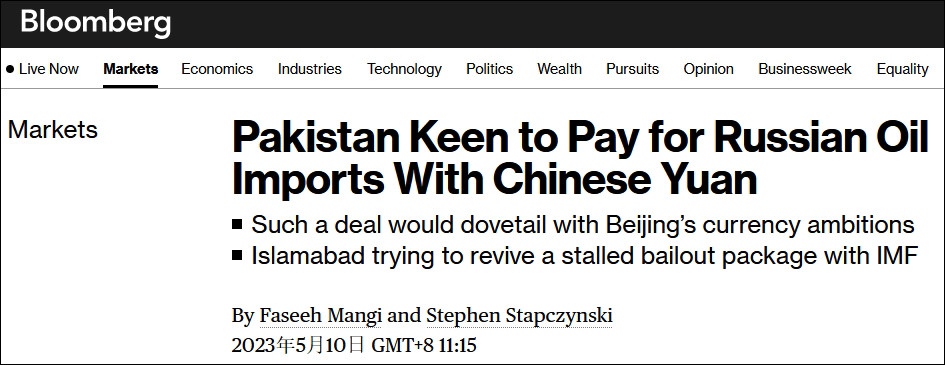 Bloomberg
● Live Now Markets Economics Industries Technology Politics Wealth Pursuits Opinion Businessweek Equality
Markets
Pakistan Keen to Pay for Russian Oil
Imports With Chinese Yuan
■ Such a deal would dovetail with Beijing’s currency ambitions
■ Islamabad trying to revive a stalled bailout package with IMF
By Faseeh Mangi and Stephen Stapczynski
2023年5月10日 GMT+8 11:15